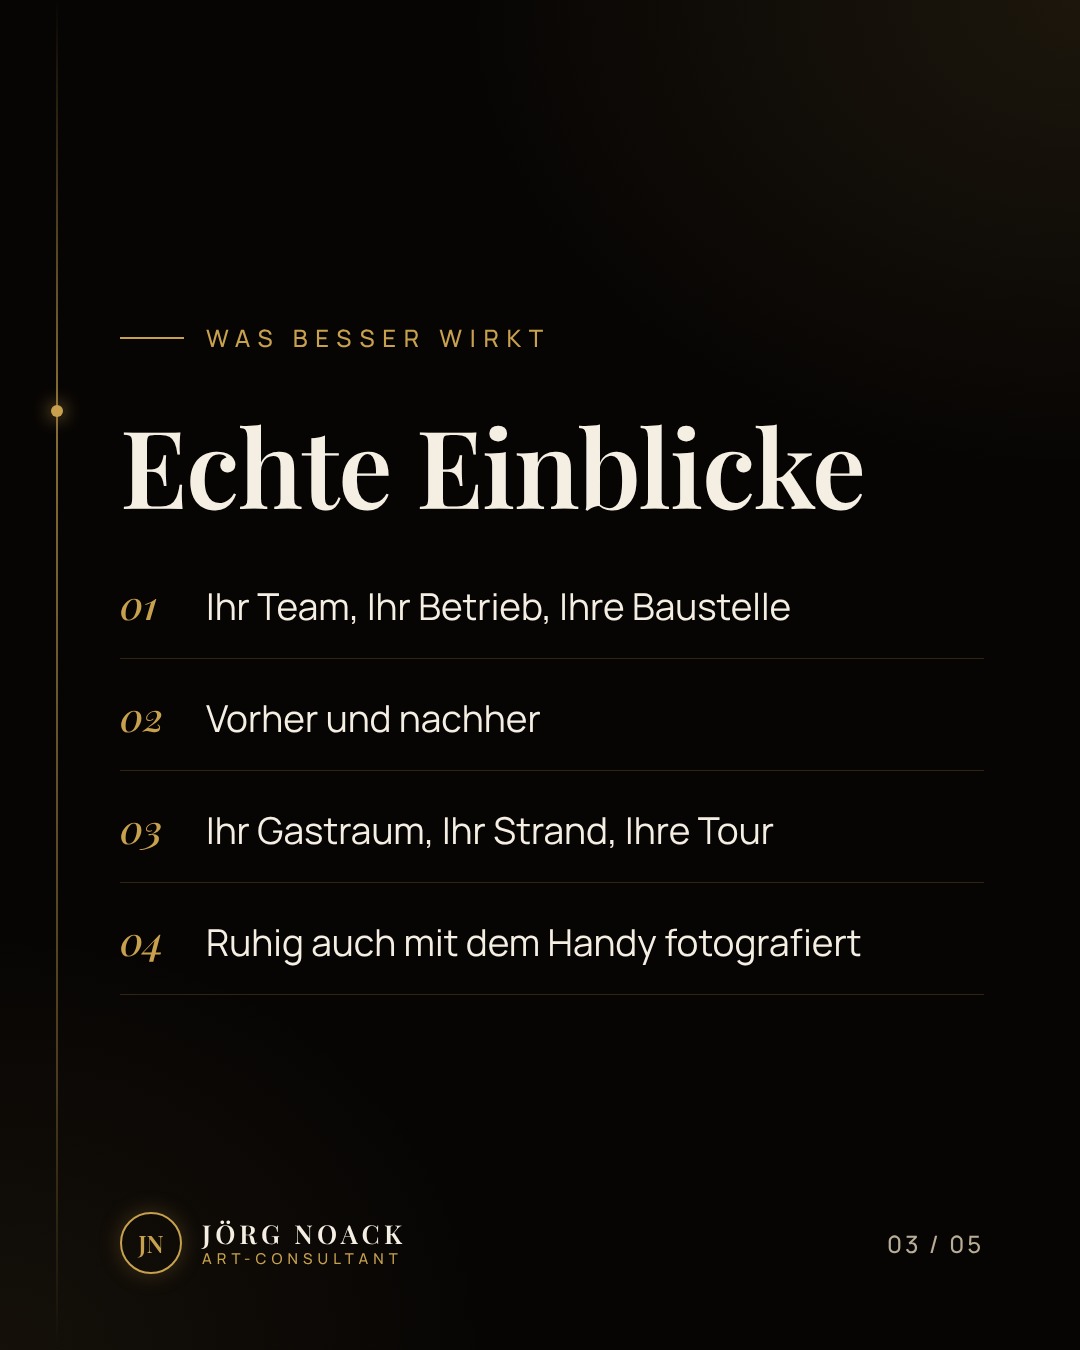 WAS BESSER WIRKT
Echte Einblicke
01 Ihr Team, Ihr Betrieb, Ihre Baustelle
02 Vorher und nachher
03 Ihr Gastraum, Ihr Strand, Ihre Tour
04 Ruhig auch mit dem Handy fotografiert
JN
JÖRG NOACK
ART-CONSULTANT
03 / 05